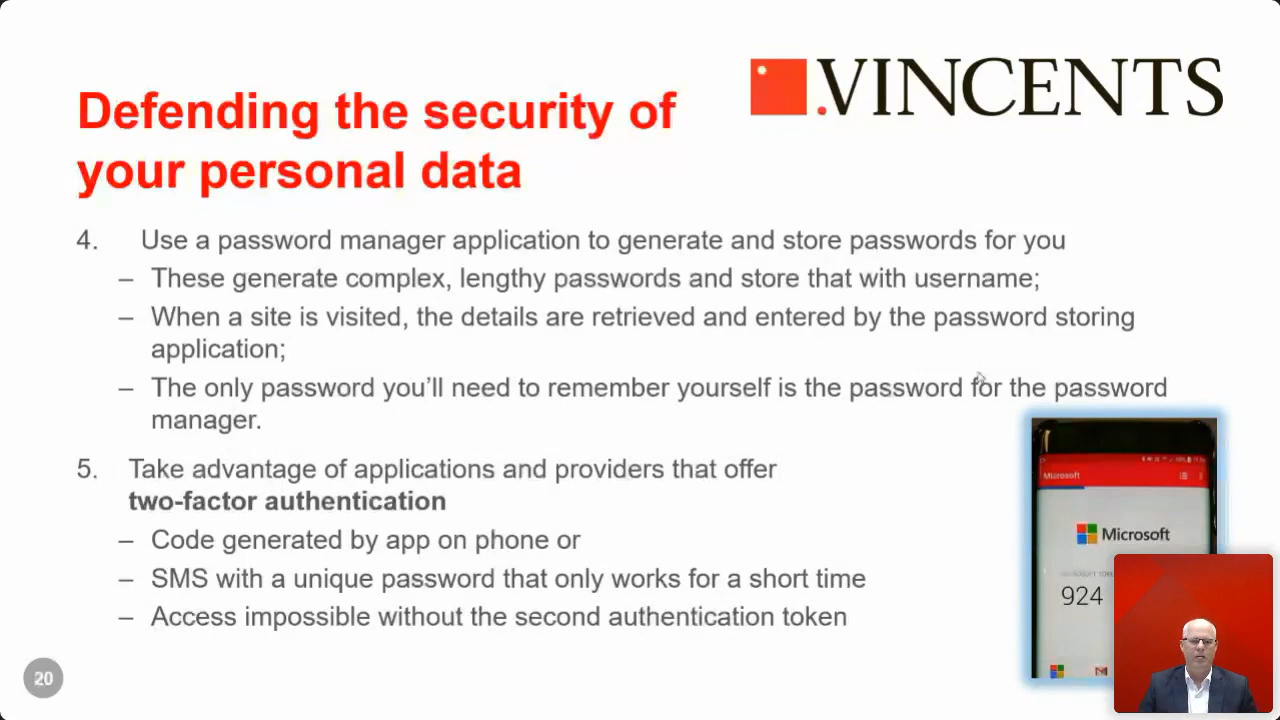 .VINCENTS
Defending the security of
your personal data
4. Use a password manager application to generate and store passwords for you
– These generate complex, lengthy passwords and store that with username;
– When a site is visited, the details are retrieved and entered by the password storing
application;
– The only password you’ll need to remember yourself is the password for the password
manager.
5. Take advantage of applications and providers that offer
two-factor authentication
– Code generated by app on phone or
– SMS with a unique password that only works for a short time
– Access impossible without the second authentication token
Microsoft
Microsoft
924
20